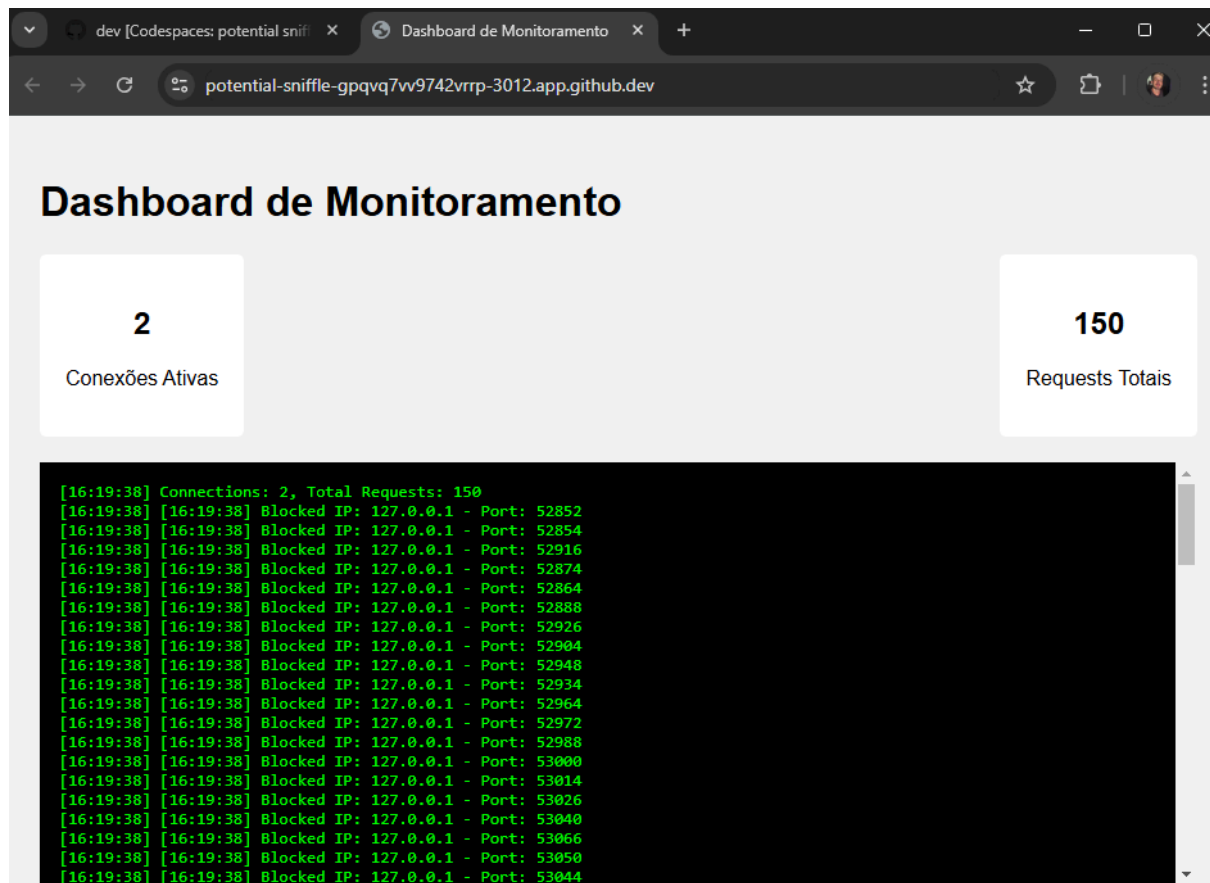 dev [Codespaces: potential snif
Dashboard de Monitoramento
potential-sniffle-gpqvq7vv9742vrrp-3012.app.github.dev
Dashboard de Monitoramento
2
Conexões Ativas
150
Requests Totais
[16:19:38] Connections: 2, Total Requests: 150
[16:19:38] [16:19:38] Blocked IP: 127.0.0.1 - Port: 52852
[16:19:38] [16:19:38] Blocked IP: 127.0.0.1 - Port: 52854
[16:19:38] [16:19:38] Blocked IP: 127.0.0.1 - Port: 52916
[16:19:38] [16:19:38] Blocked IP: 127.0.0.1 - Port: 52874
[16:19:38] [16:19:38] Blocked IP: 127.0.0.1 - Port: 52864
[16:19:38] [16:19:38] Blocked IP: 127.0.0.1 - Port: 52888
[16:19:38] [16:19:38] Blocked IP: 127.0.0.1 - Port: 52926
[16:19:38] [16:19:38] Blocked IP: 127.0.0.1 - Port: 52904
[16:19:38] [16:19:38] Blocked IP: 127.0.0.1 - Port: 52948
[16:19:38] [16:19:38] Blocked IP: 127.0.0.1 - Port: 52934
[16:19:38] [16:19:38] Blocked IP: 127.0.0.1 - Port: 52964
[16:19:38] [16:19:38] Blocked IP: 127.0.0.1 - Port: 52972
[16:19:38] [16:19:38] Blocked IP: 127.0.0.1 - Port: 52988
[16:19:38] [16:19:38] Blocked IP: 127.0.0.1 - Port: 53000
[16:19:38] [16:19:38] Blocked IP: 127.0.0.1 - Port: 53014
[16:19:38] [16:19:38] Blocked IP: 127.0.0.1 - Port: 53026
[16:19:38] [16:19:38] Blocked IP: 127.0.0.1 - Port: 53040
[16:19:38] [16:19:38] Blocked IP: 127.0.0.1 - Port: 53066
[16:19:38] [16:19:38] Blocked IP: 127.0.0.1 - Port: 53050
[16:19:38] [16:19:38] Blocked IP: 127.0.0.1 - Port: 53044